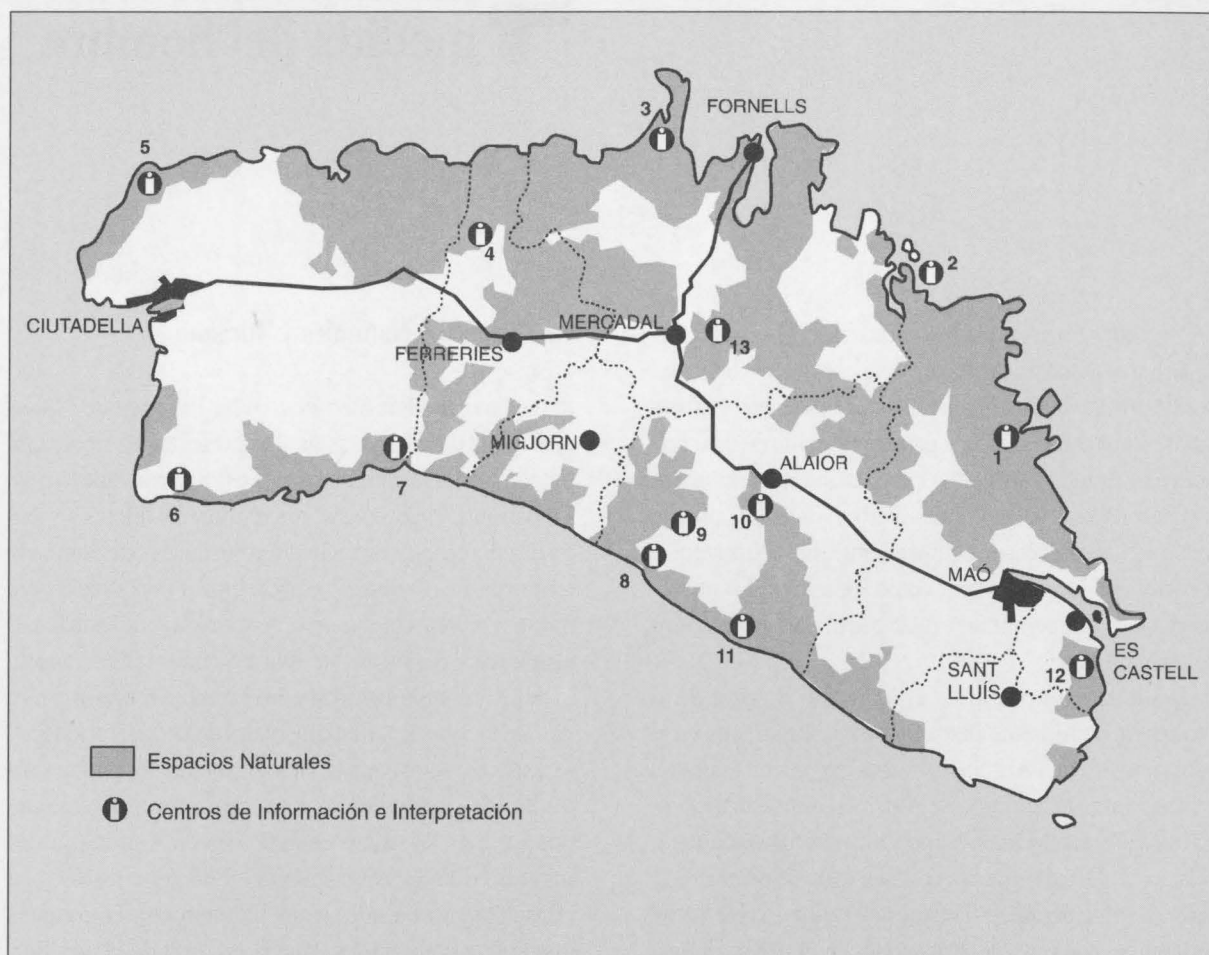 3
FORNELLS
5
4
2
CIUTADELLA
MERCADAL
FERRERIES
13
MIGJORN
1
ALAIOR
6
7
10
9
8
MAÓ
11
ES
CASTELL
SANT
LLUÍS
12
Espacios Naturales
Centros de Información e Interpretación